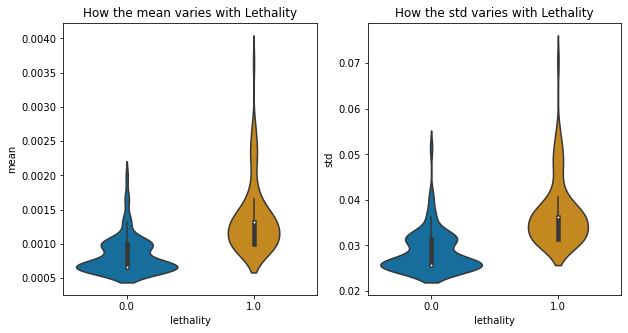 How the mean varies with Lethality
mean
0.0040
0.0035
0.0030
0.0025
0.0020
0.0015
0.0010
0.0005
0.0 1.0
lethality
How the std varies with Lethality
std
0.07
0.06
0.05
0.04
0.03
0.02
0.0 1.0
lethality